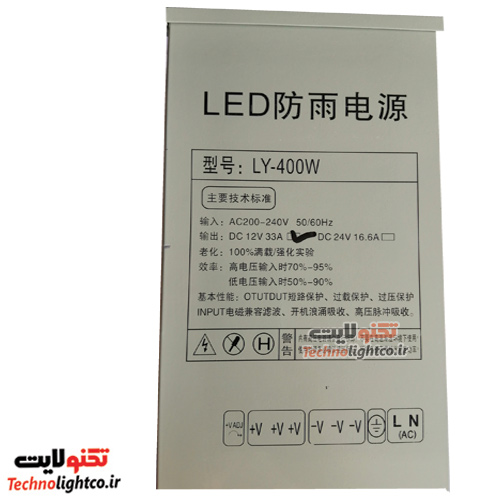 تکنولایت
Technolightco.ir
LED防雨电源
型号: LY-400W
主要技术标准
输入: AC200-240V 50/60Hz
输出: DC 12V 33A DC 24V 16.6A
老化: 100%满载/强化实验
效率: 高电压输入时70%-95%
低电压输入时50%-90%
基本性能: OTUTDUT短路保护、过载保护、过压保护
INPUT电磁兼容滤波、开机浪涌吸收、高压脉冲吸收。
H
警告
تکنولایت
Technolightco.ir
+V ADJ +V +V +V -V -V -V L N
(AC)
تکنولایت
Technolightco.ir